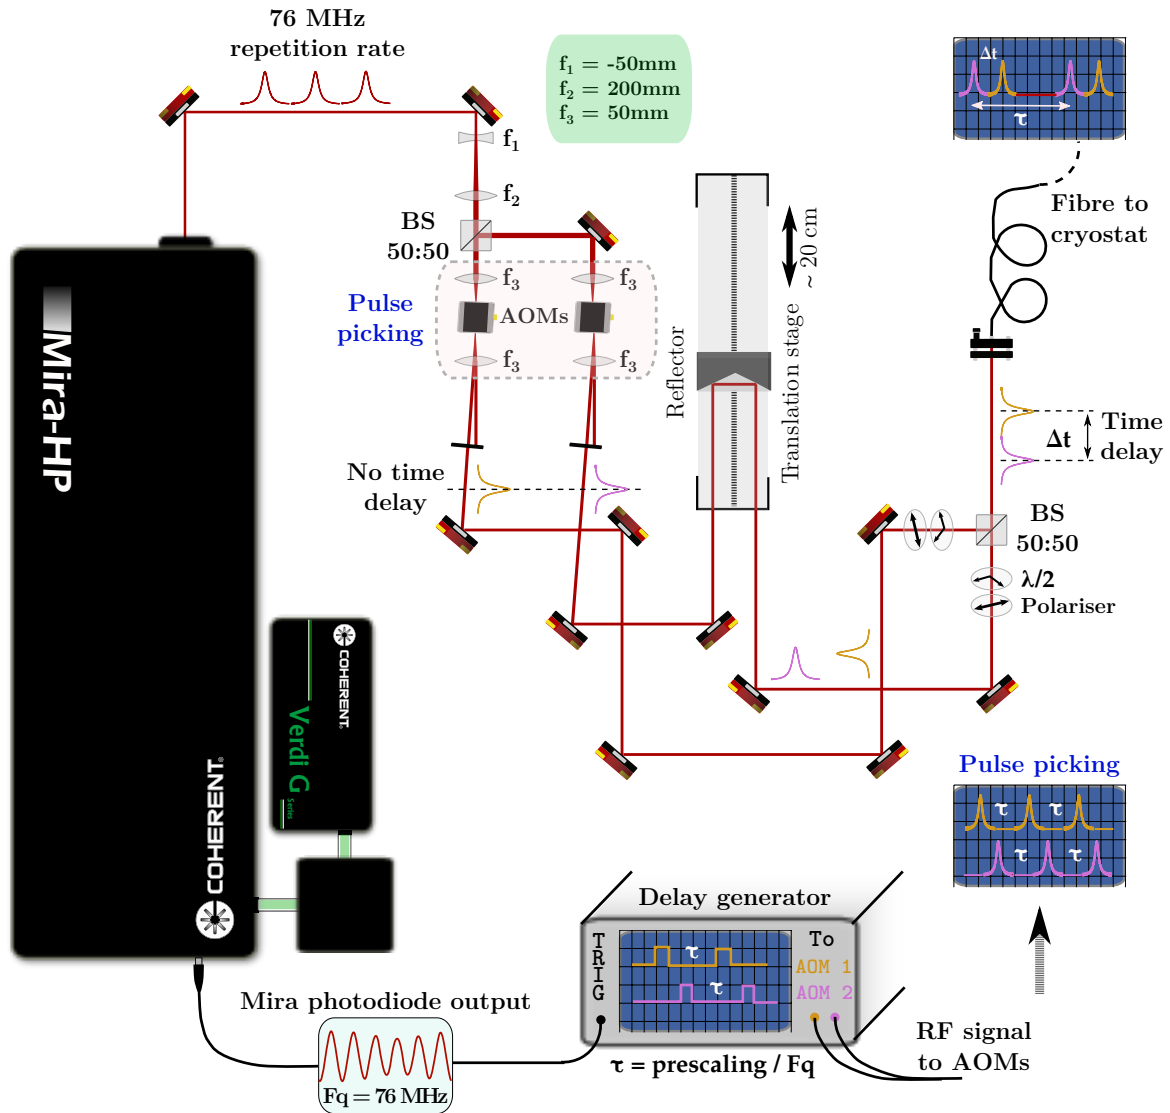 76 MHz
repetition rate
f₁ = -50mm
f₂ = 200mm
f₃ = 50mm
Δt
τ
f₁
f₂
BS
50:50
Fibre to
cryostat
f₃
f₃
Pulse
picking
AOMs
f₃
f₃
~ 20 cm
Translation stage
Reflector
Mira-HP
Time
delay
Δt
No time
delay
BS
50:50
λ/2
Polariser
COHERENT
Verdi G
Series
COHERENT
Pulse picking
τ
τ
τ
τ
Delay generator
TRIG
τ
τ
To
AOM 1
AOM 2
τ = prescaling / Fq
Mira photodiode output
Fq = 76 MHz
RF signal
to AOMs